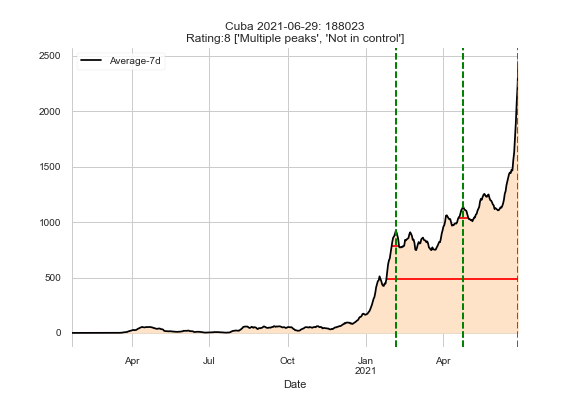 Cuba 2021-06-29: 188023
Rating:8 ['Multiple peaks', 'Not in control']
Average-7d
2500
2000
1500
1000
500
0
Apr Jul Oct Jan Apr
2021
Date